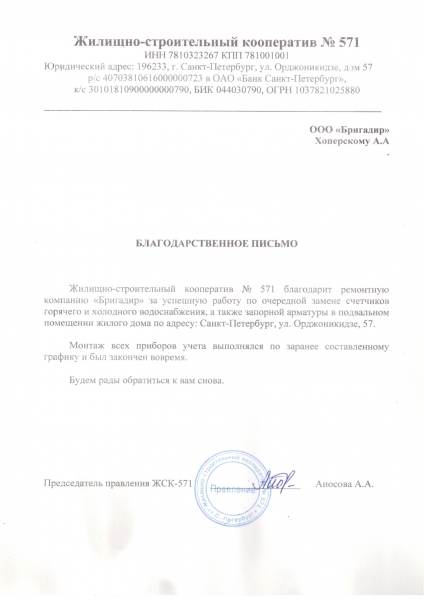 Жилищно-строительный кооператив № 571
ИНН 7810323267 КПП 781001001
Юридический адрес: 196233, г. Санкт-Петербург, ул. Орджоникидзе, дом 57
р/с 40703810616000000723 в ОАО «Банк Санкт-Петербург»,
к/с 30101810900000000790, БИК 044030790, ОГРН 1037821025880
ООО «Бригадир»
Хоперскому А.А
.
БЛАГОДАРСТВЕННОЕ ПИСЬМО
Жилищно-строительный кооператив № 571 благодарит ремонтную
компанию «Бригадир» за успешную работу по очередной замене счетчиков
горячего и холодного водоснабжения, а также запорной арматуры в подвальном
помещении жилого дома по адресу: Санкт-Петербург, ул. Орджоникидзе, 57.
Монтаж всех приборов учета выполнялся по заранее составленному
графику и был закончен вовремя.
Будем рады обратиться к вам снова.
Председатель правления ЖСК-571 Аносова А.А.
Правление